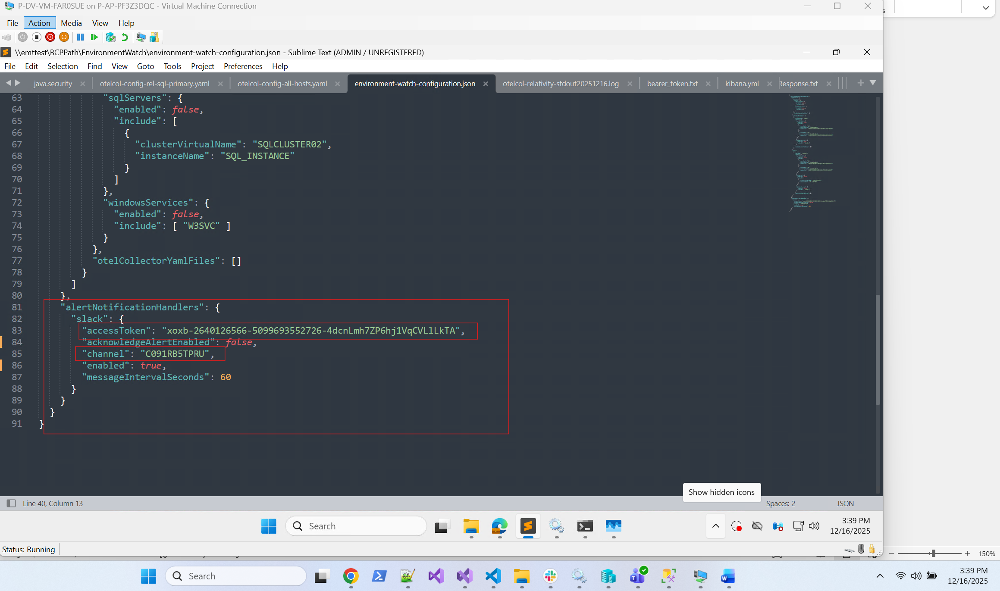 P-DV-VM-FAR0SUE on P-AP-PF3Z3DQC - Virtual Machine Connection
File Action Media View Help
\\emttest\BCPPath\EnvironmentWatch\environment-watch-configuration.json - Sublime Text (ADMIN / UNREGISTERED)
File Edit Selection Find View Goto Tools Project Preferences Help
java.security otelcol-config-rel-sql-primary.yaml otelcol-config-all-hosts.yaml environment-watch-configuration.json otelcol-relativity-stdout20251216.log bearer_token.txt kibana.yml Response.txt
63 "sqlServers": {
64 "enabled": false,
65 "include": [
66 {
67 "clusterVirtualName": "SQLCLUSTER02",
68 "instanceName": "SQL_INSTANCE"
69 }
70 ]
71 },
72 "windowsServices": {
73 "enabled": false,
74 "include": [ "W3SVC" ]
75 }
76 },
77 "otelCollectorYamlFiles": []
78 }
79 ]
80 },
81 "alertNotificationHandlers": {
82 "slack": {
83 "accessToken": "xoxb-2640126566-5099693552726-4dcnLmh7ZP6hj1VqCVLlLkTA",
84 "acknowledgeAlertEnabled": false,
85 "channel": "C091RB5TPRU",
86 "enabled": true,
87 "messageIntervalSeconds": 60
88 }
89 }
90 }
91 }
Show hidden icons
Line 40, Column 13 Spaces: 2 JSON
Search 3:39 PM
12/16/2025
Status: Running
150%
Search 3:39 PM
12/16/2025